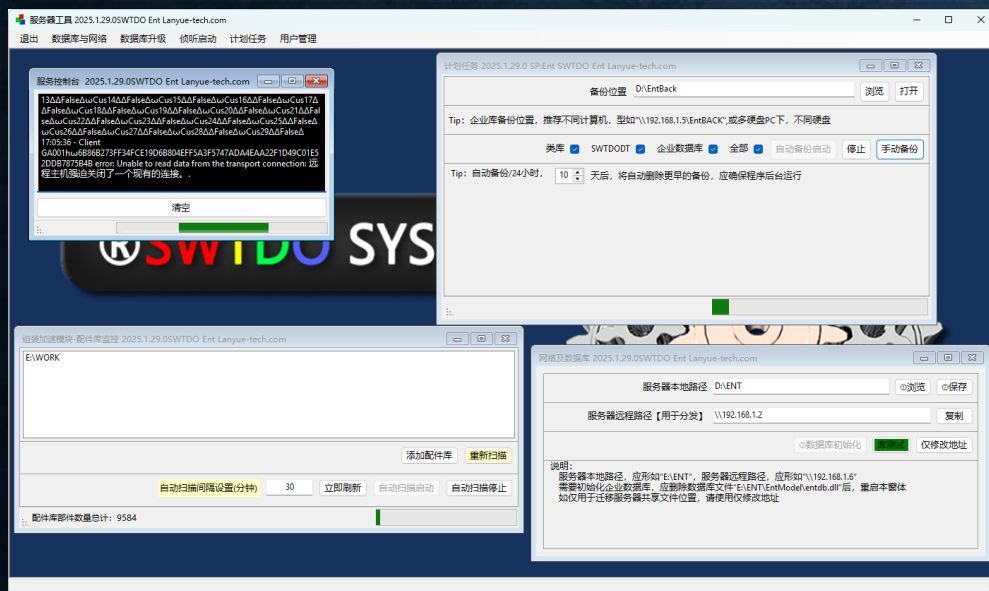 服务器工具 2025.1.29.0SWTDO Ent Lanyue-tech.com
退出 数据库与网络 数据库升级 侦听启动 计划任务 用户管理
服务控制台 2025.1.29.0SWTDO Ent Lanyue-tech.com
13ΔΔFalseΔωCus14ΔΔFalseΔωCus15ΔΔFalseΔωCus16ΔΔFalseΔωCus17Δ
ΔFalseΔωCus18ΔΔFalseΔωCus19ΔΔFalseΔωCus20ΔΔFalseΔωCus21ΔΔFal
seΔωCus22ΔΔFalseΔωCus23ΔΔFalseΔωCus24ΔΔFalseΔωCus25ΔΔFalse
ΔωCus26ΔΔFalseΔωCus27ΔΔFalseΔωCus28ΔΔFalseΔωCus29ΔΔFalseΔ
17:05:36 - Client
GA001hω6B86B273FF34FCE19D6B804EFF5A3F5747ADA4EAA22F1D49C01E5
2DDB7875B4B error: Unable to read data from the transport connection: 远
程主机强迫关闭了一个现有的连接。.
清空
®SWTDO SYS
计划任务 2025.1.29.0 SP:Ent SWTDO Ent Lanyue-tech.com
备份位置 D:\EntBack 浏览 打开
Tip：企业库备份位置，推荐不同计算机，型如"\\192.168.1.5\EntBACK",或多硬盘PC下，不同硬盘
类库 SWTDODT 企业数据库 全部 自动备份启动 停止 手动备份
Tip：自动备份/24小时， 10 天后，将自动删除更早的备份，应确保程序后台运行
组装加速模块-配件库监控 2025.1.29.0SWTDO Ent Lanyue-tech.com
E:\WORK
添加配件库 重新扫描
自动扫描间隔设置(分钟) 30 立即刷新 自动扫描启动 自动扫描停止
配件库部件数量总计：9584
网络及数据库 2025.1.29.0SWTDO Ent Lanyue-tech.com
服务器本地路径 D:\ENT ①浏览 ②保存
服务器远程路径【用于分发】 \\192.168.1.2 复制
③数据库初始化 库测试 仅修改地址
说明：
服务器本地路径，应形如"E:\ENT"，服务器远程路径，应形如"\\192.168.1.6"
需要初始化企业数据库，应删除数据库文件"E:\ENT\EntModel\entdb.dll"后，重启本窗体
如仅用于迁移服务器共享文件位置，请使用仅修改地址